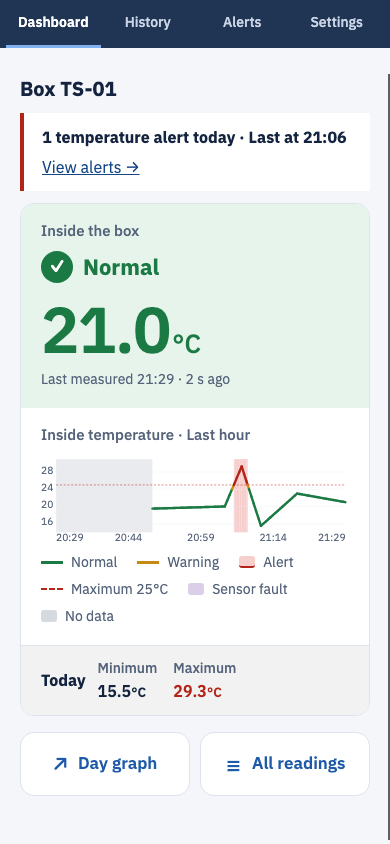 Dashboard History Alerts Settings
Box TS-01
1 temperature alert today · Last at 21:06
View alerts →
Inside the box
Normal
21.0°C
Last measured 21:29 · 2 s ago
Inside temperature · Last hour
28
24
20
16
20:29 20:44 20:59 21:14 21:29
Normal Warning Alert
Maximum 25°C Sensor fault
No data
Today Minimum Maximum
15.5°C 29.3°C
Day graph All readings